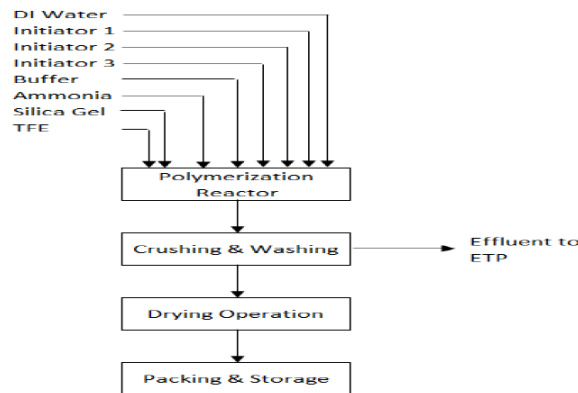 DI Water
Initiator 1
Initiator 2
Initiator 3
Buffer
Ammonia
Silica Gel
TFE
Polymerization
Reactor
Crushing & Washing
Effluent to
ETP
Drying Operation
Packing & Storage